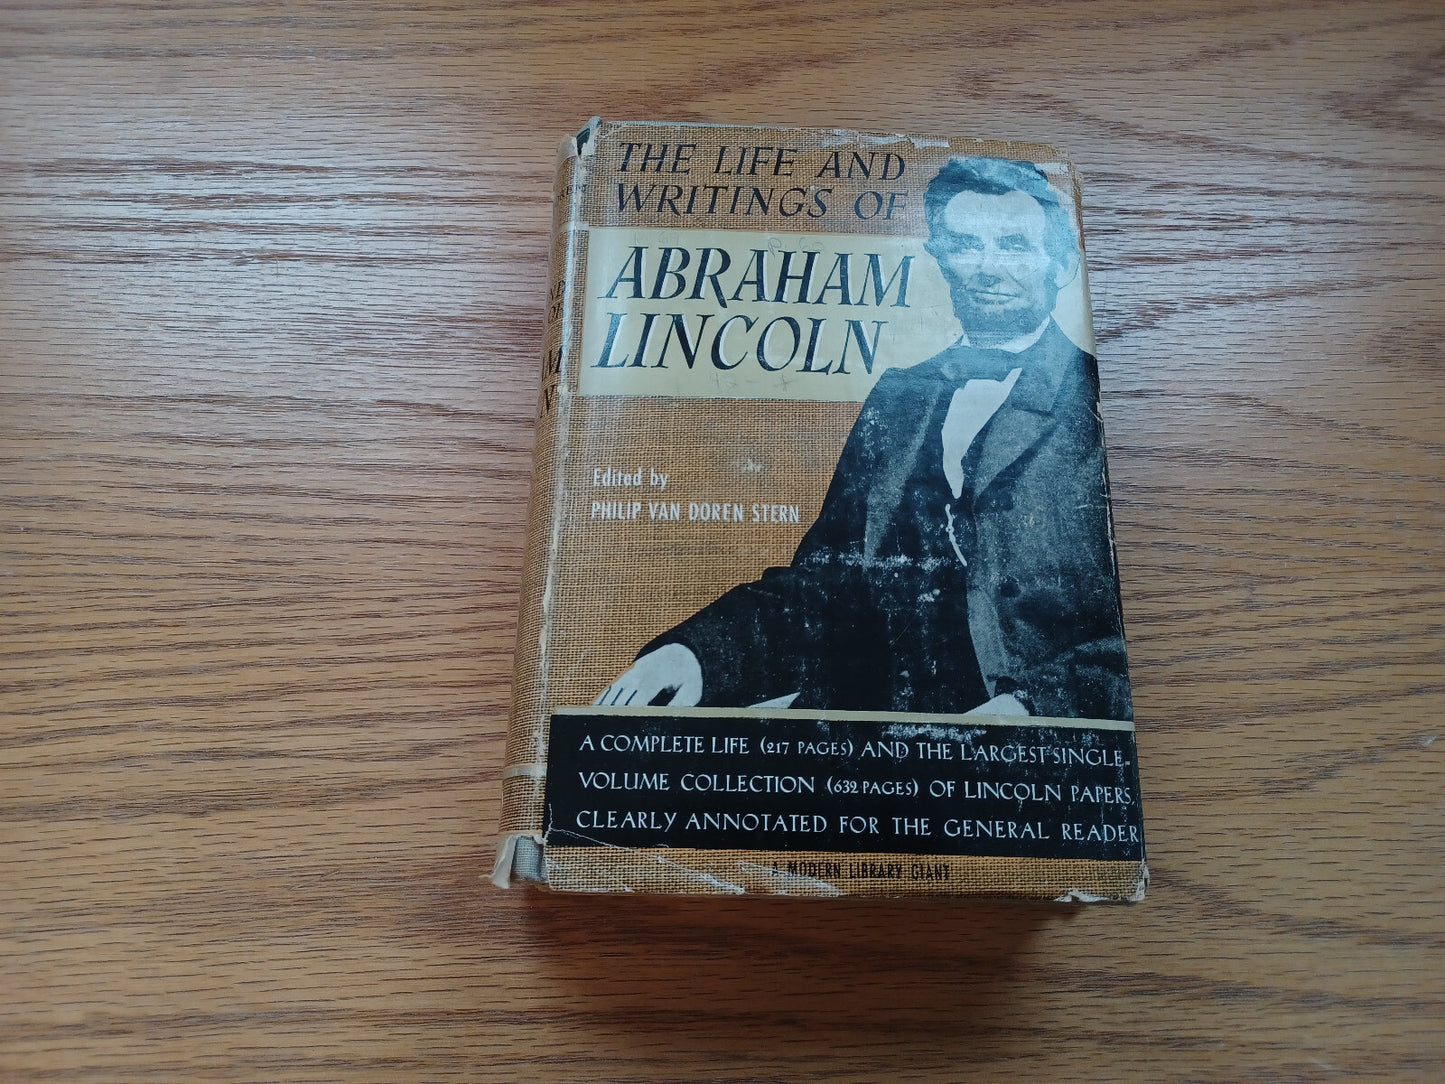 THE LIFE AND
WRITINGS OF
ABRAHAM
LINCOLN
Edited by
PHILIP VAN DOREN STERN
A COMPLETE LIFE (217 PAGES) AND THE LARGEST SINGLE-
VOLUME COLLECTION (632 PAGES) OF LINCOLN PAPERS,
CLEARLY ANNOTATED FOR THE GENERAL READER
A MODERN LIBRARY GIANT